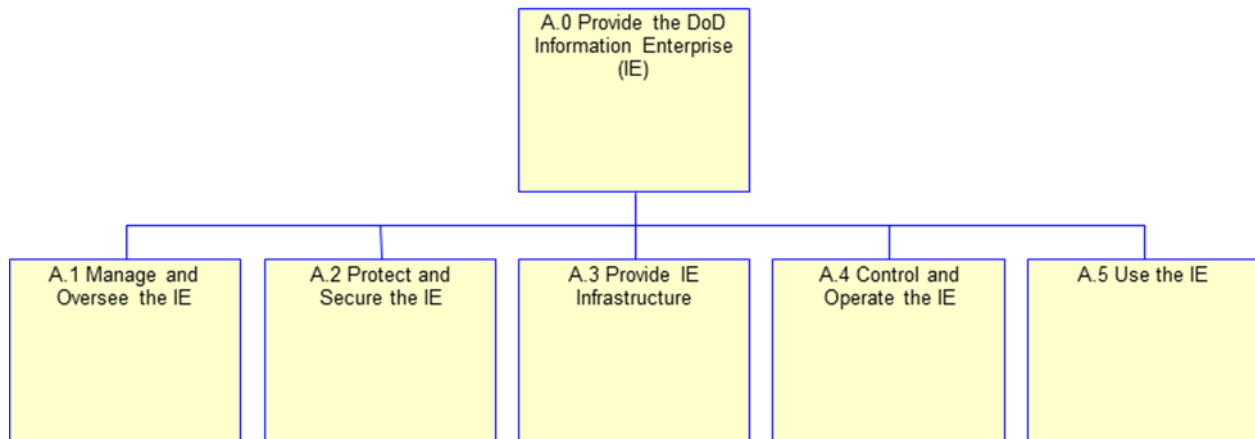 A.0 Provide the DoD
Information Enterprise
(IE)
A.1 Manage and
Oversee the IE
A.2 Protect and
Secure the IE
A.3 Provide IE
Infrastructure
A.4 Control and
Operate the IE
A.5 Use the IE